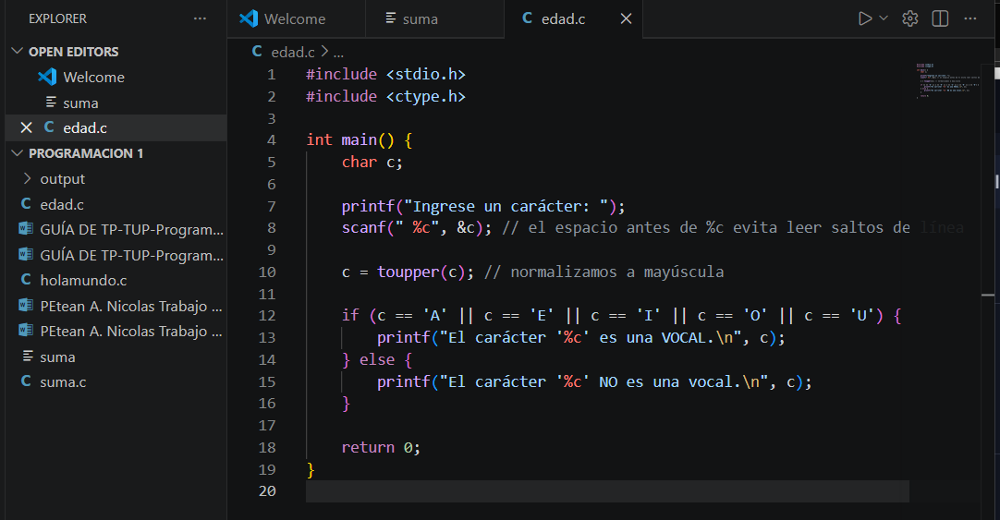 EXPLORER
OPEN EDITORS
Welcome
suma
edad.c
PROGRAMACION 1
output
edad.c
GUÍA DE TP-TUP-Program...
GUÍA DE TP-TUP-Program...
holamundo.c
PEtean A. Nicolas Trabajo ...
PEtean A. Nicolas Trabajo ...
suma
suma.c
Welcome
suma
edad.c
edad.c > ...
1 #include <stdio.h>
2 #include <ctype.h>
3
4 int main() {
5     char c;
6
7     printf("Ingrese un carácter: ");
8     scanf(" %c", &c); // el espacio antes de %c evita leer saltos de línea
9
10     c = toupper(c); // normalizamos a mayúscula
11
12     if (c == 'A' || c == 'E' || c == 'I' || c == 'O' || c == 'U') {
13         printf("El carácter '%c' es una VOCAL.\n", c);
14     } else {
15         printf("El carácter '%c' NO es una vocal.\n", c);
16     }
17
18     return 0;
19 }
20